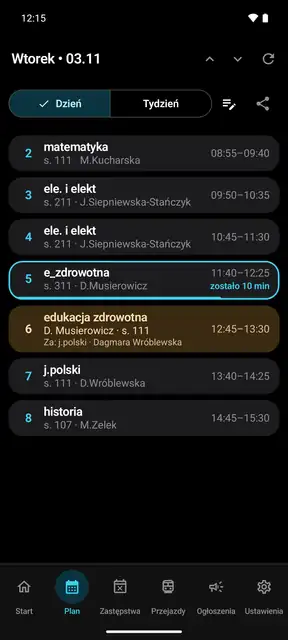 12:15
Wtorek • 03.11
Dzień
Tydzień
2
matematyka
s. 111 M.Kucharska
08:55–09:40
3
ele. i elekt
s. 211 · J.Siepniewska-Stańczyk
09:50–10:35
4
ele. i elekt
s. 211 · J.Siepniewska-Stańczyk
10:45–11:30
5
e_zdrowotna
s. 311 · D.Musierowicz
11:40–12:25
zostało 10 min
6
edukacja zdrowotna
D. Musierowicz · s. 111
Za: j.polski · Dagmara Wróblewska
12:45–13:30
7
j.polski
s. 111 · D.Wróblewska
13:40–14:25
8
historia
s. 107 · M.Zelek
14:45–15:30
Start
Plan
Zastępstwa
Przejazdy
Ogłoszenia
Ustawienia